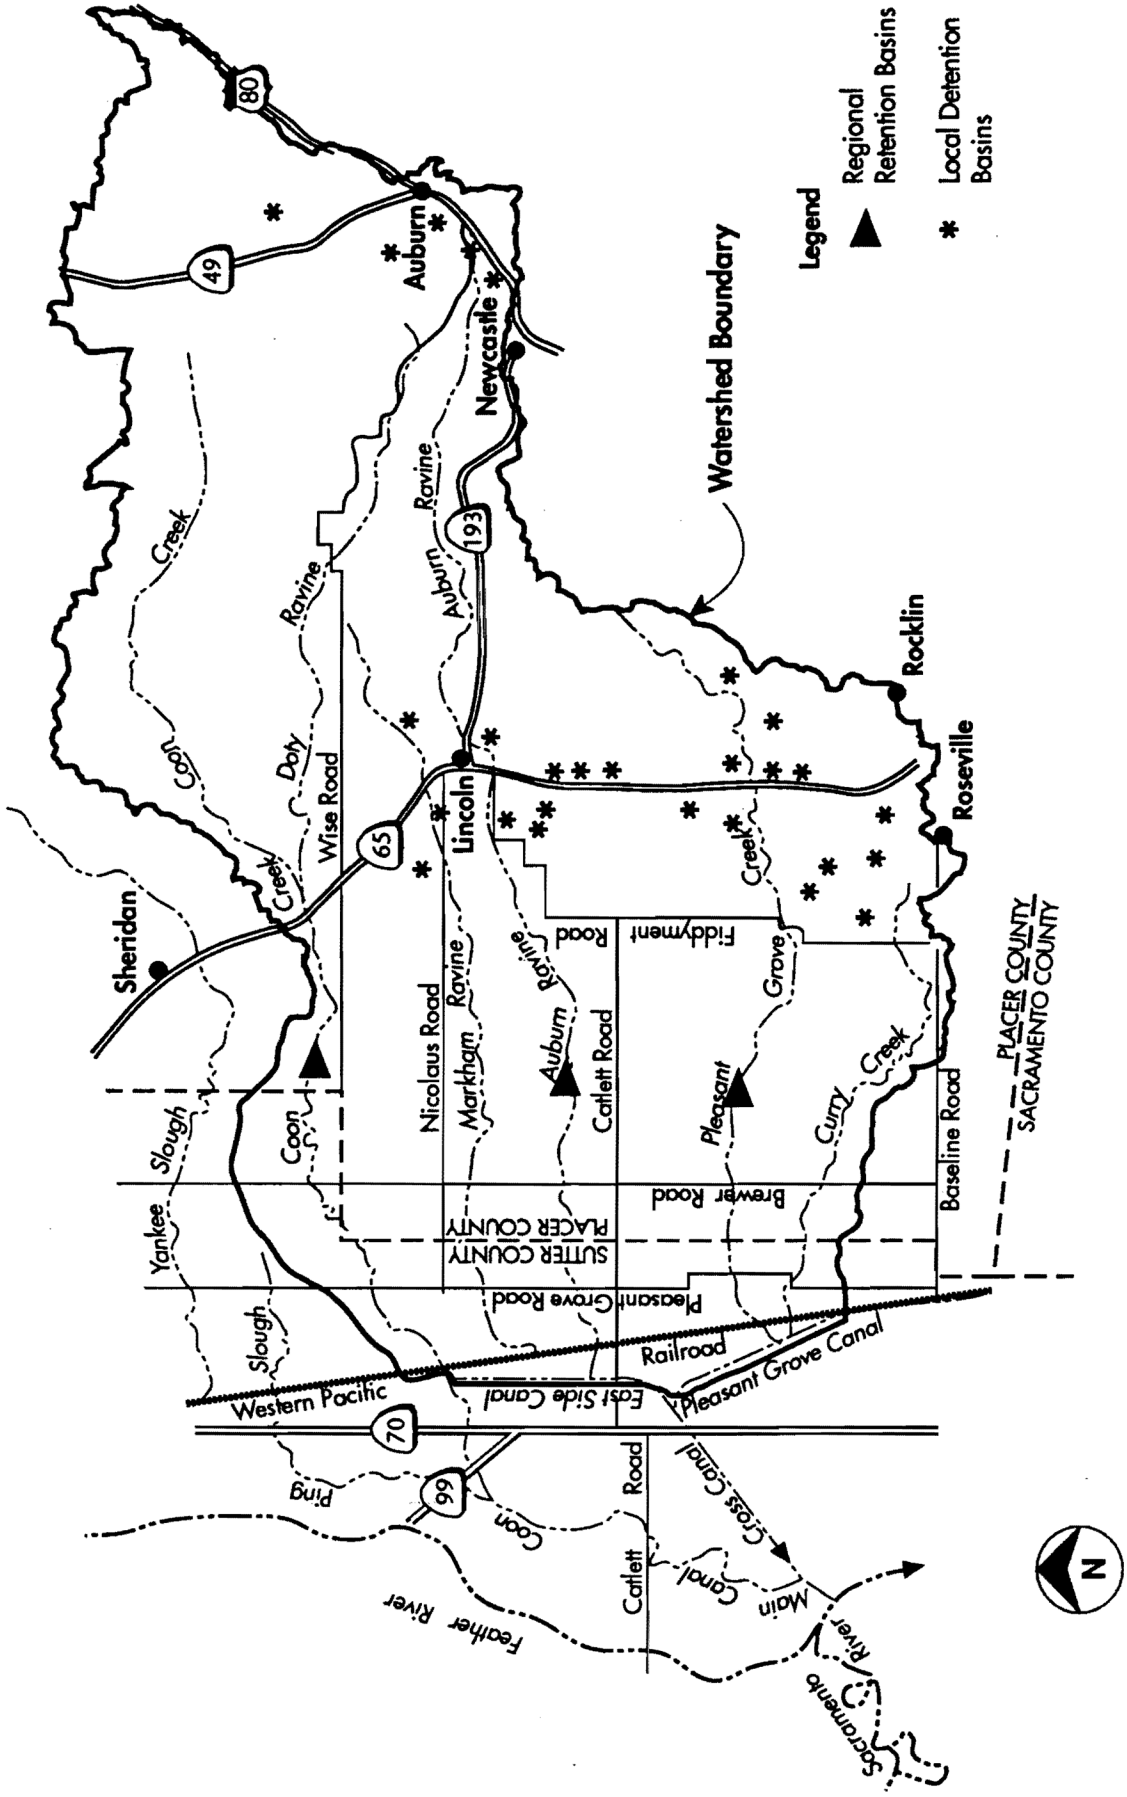 80
49
Auburn
Newcastle
Legend
Regional
Retention Basins
Local Detention
Basins
Watershed Boundary
Creek
Ravine
Ravine
Auburn
193
Coon
Doty
Creek
Wise Road
65
Lincoln
Rocklin
Roseville
Sheridan
Creek
Nicolaus Road
Ravine
Markham
Ravine
Auburn
Road
Fiddyment
Catlett Road
Grove
Pleasant
Creek
Curry
PLACER COUNTY
SACRAMENTO COUNTY
Baseline Road
Slough
Yankee
Coon
Brewer Road
PLACER COUNTY
SUTTER COUNTY
Pleasant Grove Road
Slough
Western Pacific
Railroad
East Side Canal
Pleasant Grove Canal
70
99
Ping
Coon
Catlett
Road
Cross Canal
Main
Canal
Feather River
Sacramento
River
N